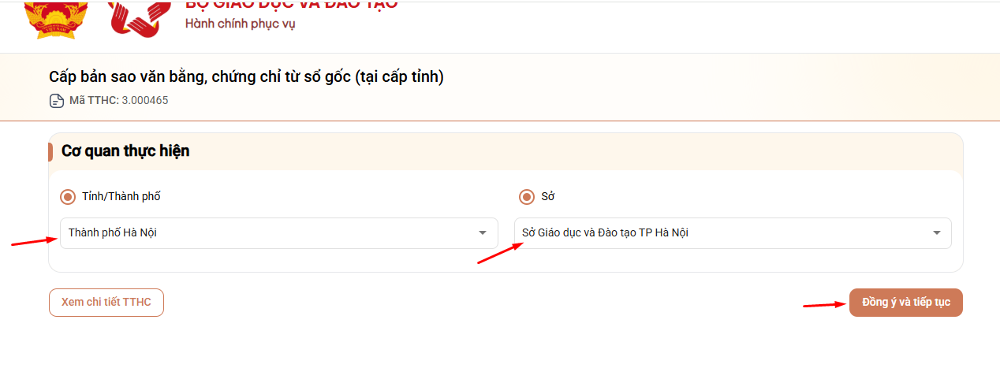 BỘ GIÁO DỤC VÀ ĐÀO TẠO
Hành chính phục vụ
VIỆT NAM
Cấp bản sao văn bằng, chứng chỉ từ sổ gốc (tại cấp tỉnh)
Mã TTHC: 3.000465
Cơ quan thực hiện
Tỉnh/Thành phố
Sở
Thành phố Hà Nội
Sở Giáo dục và Đào tạo TP Hà Nội
Xem chi tiết TTHC
Đồng ý và tiếp tục